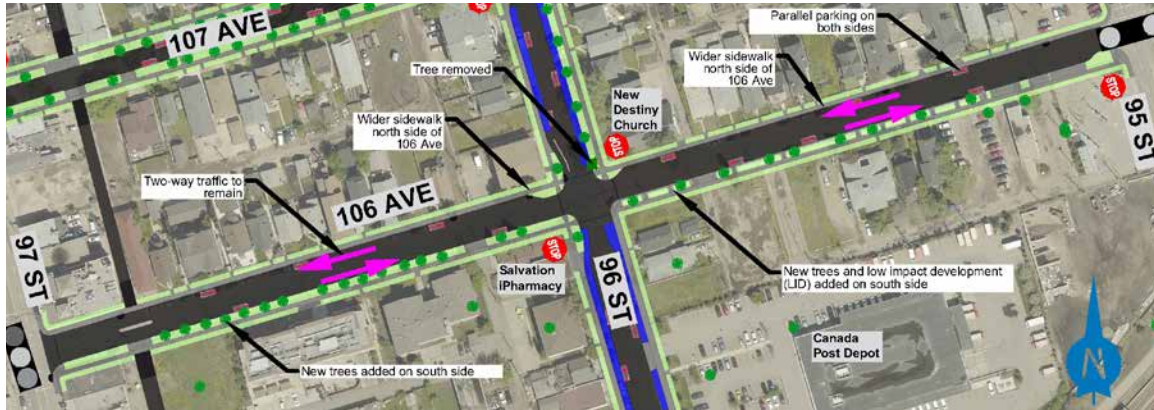 107 AVE
STOP
Parallel parking on
both sides
Tree removed
Wider sidewalk
north side of
106 Ave
New
Destiny
Church
STOP
STOP
95 ST
Wider sidewalk
north side of
106 Ave
Two-way traffic to
remain
106 AVE
97 ST
STOP
Salvation
iPharmacy
96 ST
New trees and low impact development
(LID) added on south side
Canada
Post Depot
New trees added on south side
N